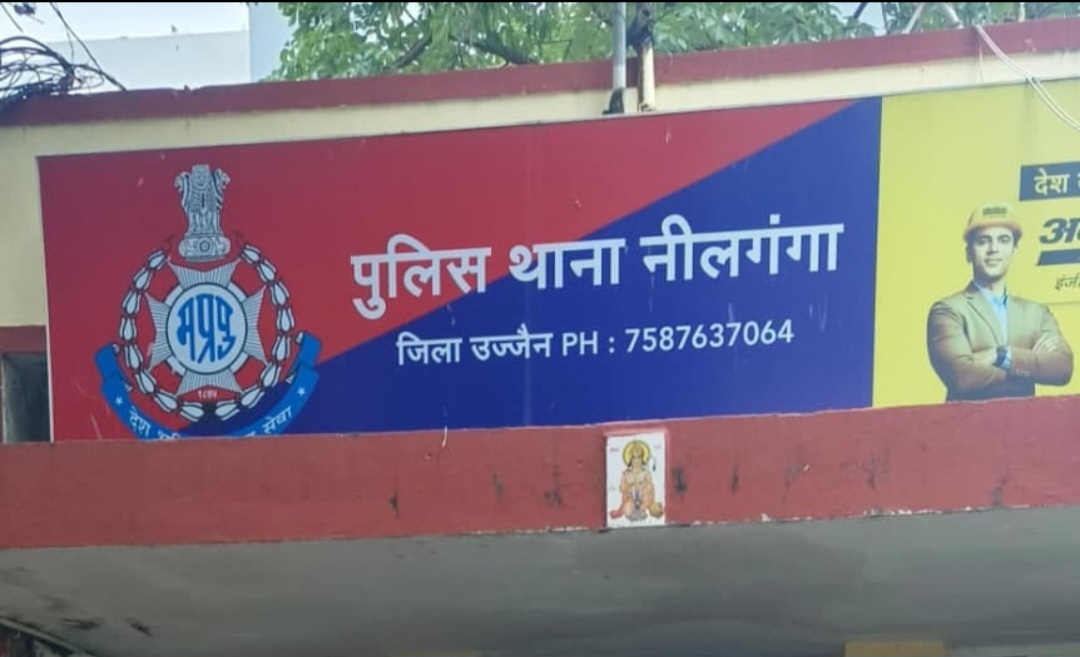 पुलिस थाना नीलगंगा
जिला उज्जैन PH : 7587637064
मप्रपु
देश
सेवा
देश